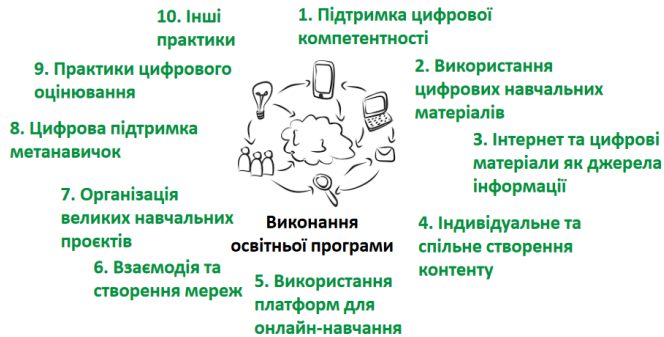 10. Інші
практики
1. Підтримка цифрової
компетентності
2. Використання
цифрових навчальних
матеріалів
3. Інтернет та цифрові
матеріали як джерела
інформації
4. Індивідуальне та
спільне створення
контенту
5. Використання
платформ для
онлайн-навчання
6. Взаємодія та
створення мереж
7. Організація
великих навчальних
проєктів
8. Цифрова підтримка
метанавичок
9. Практики цифрового
оцінювання
Виконання
освітньої програми